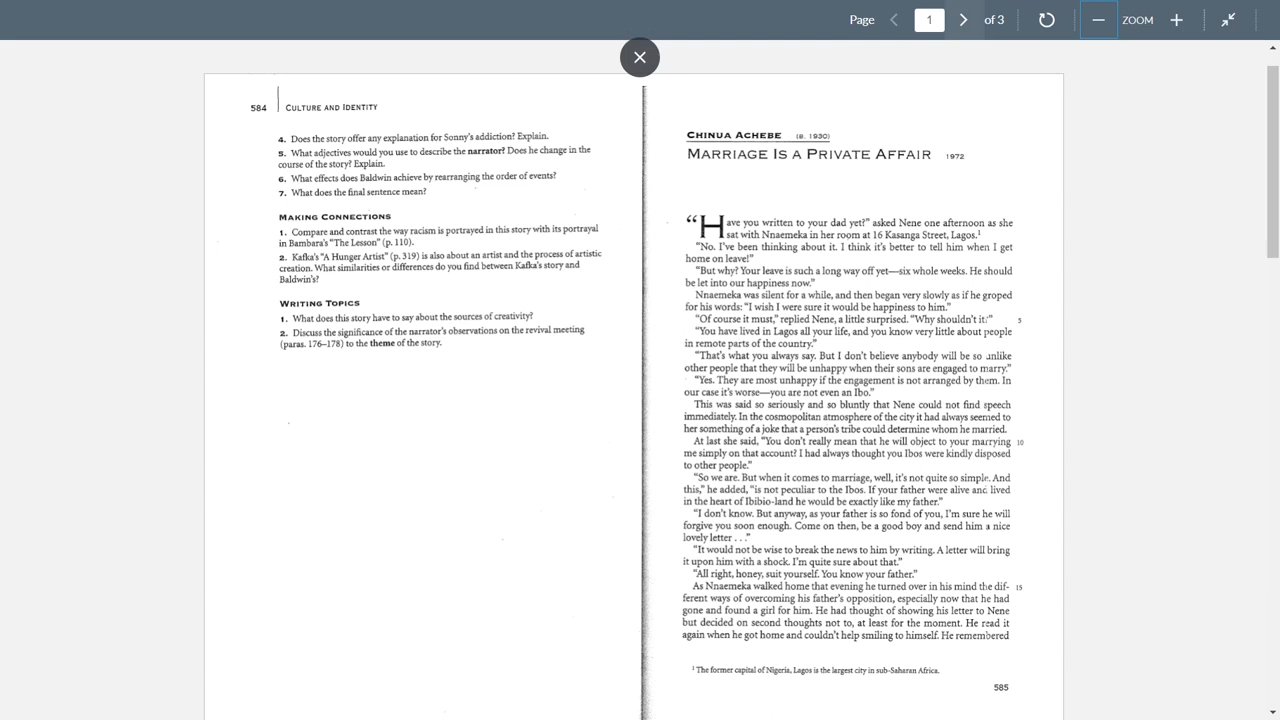 Page 1 of 3 ZOOM
584 CULTURE AND IDENTITY
4. Does the story offer any explanation for Sonny's addiction? Explain.
5. What adjectives would you use to describe the narrator? Does he change in the
course of the story? Explain.
6. What effects does Baldwin achieve by rearranging the order of events?
7. What does the final sentence mean?
MAKING CONNECTIONS
1. Compare and contrast the way racism is portrayed in this story with its portrayal
in Bambara's "The Lesson" (p. 110).
2. Kafka's "A Hunger Artist" (p. 319) is also about an artist and the process of artistic
creation. What similarities or differences do you find between Kafka's story and
Baldwin's?
WRITING TOPICS
1. What does this story have to say about the sources of creativity?
2. Discuss the significance of the narrator's observations on the revival meeting
(paras. 176–178) to the theme of the story.
CHINUA ACHEBE (B. 1930)
MARRIAGE IS A PRIVATE AFFAIR 1972
"Have you written to your dad yet?" asked Nene one afternoon as she
sat with Nnaemeka in her room at 16 Kasanga Street, Lagos.1
"No. I've been thinking about it. I think it's better to tell him when I get
home on leave!"
"But why? Your leave is such a long way off yet—six whole weeks. He should
be let into our happiness now."
Nnaemeka was silent for a while, and then began very slowly as if he groped
for his words: "I wish I were sure it would be happiness to him."
"Of course it must," replied Nene, a little surprised. "Why shouldn't it?" 5
"You have lived in Lagos all your life, and you know very little about people
in remote parts of the country."
"That's what you always say. But I don't believe anybody will be so unlike
other people that they will be unhappy when their sons are engaged to marry."
"Yes. They are most unhappy if the engagement is not arranged by them. In
our case it's worse—you are not even an Ibo."
This was said so seriously and so bluntly that Nene could not find speech
immediately. In the cosmopolitan atmosphere of the city it had always seemed to
her something of a joke that a person's tribe could determine whom he married.
At last she said, "You don't really mean that he will object to your marrying 10
me simply on that account? I had always thought you Ibos were kindly disposed
to other people."
"So we are. But when it comes to marriage, well, it's not quite so simple. And
this," he added, "is not peculiar to the Ibos. If your father were alive and lived
in the heart of Ibibio-land he would be exactly like my father."
"I don't know. But anyway, as your father is so fond of you, I'm sure he will
forgive you soon enough. Come on then, be a good boy and send him a nice
lovely letter . . ."
"It would not be wise to break the news to him by writing. A letter will bring
it upon him with a shock. I'm quite sure about that."
"All right, honey, suit yourself. You know your father."
As Nnaemeka walked home that evening he turned over in his mind the dif- 15
ferent ways of overcoming his father's opposition, especially now that he had
gone and found a girl for him. He had thought of showing his letter to Nene
but decided on second thoughts not to, at least for the moment. He read it
again when he got home and couldn't help smiling to himself. He remembered
1 The former capital of Nigeria, Lagos is the largest city in sub-Saharan Africa.
585